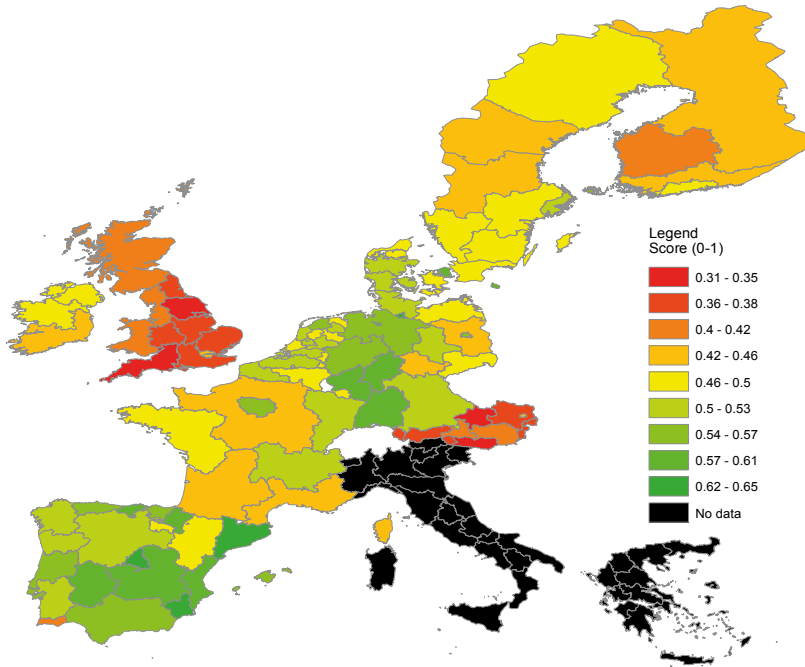 Legend
Score (0-1)
0.31 - 0.35
0.36 - 0.38
0.4 - 0.42
0.42 - 0.46
0.46 - 0.5
0.5 - 0.53
0.54 - 0.57
0.57 - 0.61
0.62 - 0.65
No data